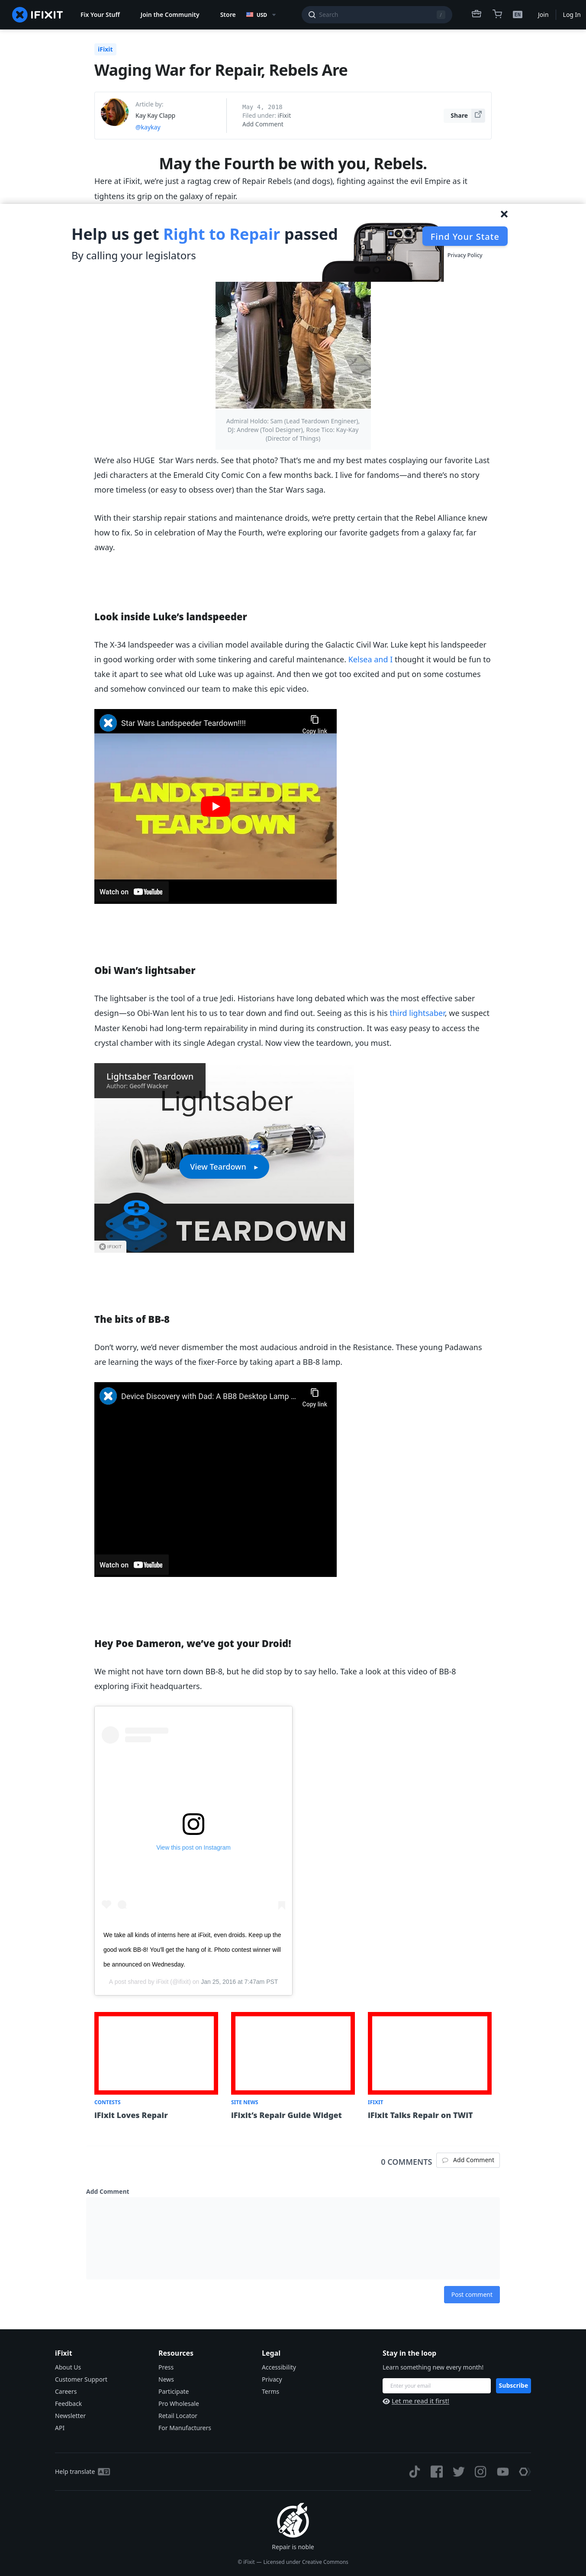 IFIXIT
Fix Your Stuff
Join the Community
Store
USD
Search
/
EN
Join
Log In
iFixit
Waging War for Repair, Rebels Are
Article by:
Kay Kay Clapp
@kaykay
May 4, 2018
Filed under: iFixit
Add Comment
Share
May the Fourth be with you, Rebels.
Here at iFixit, we're just a ragtag crew of Repair Rebels (and dogs), fighting against the evil Empire as it
tightens its grip on the galaxy of repair.
Help us get Right to Repair passed
By calling your legislators
Find Your State
Privacy Policy
Admiral Holdo: Sam (Lead Teardown Engineer),
DJ: Andrew (Tool Designer), Rose Tico: Kay-Kay
(Director of Things)
We're also HUGE Star Wars nerds. See that photo? That's me and my best mates cosplaying our favorite Last
Jedi characters at the Emerald City Comic Con a few months back. I live for fandoms—and there's no story
more timeless (or easy to obsess over) than the Star Wars saga.
With their starship repair stations and maintenance droids, we're pretty certain that the Rebel Alliance knew
how to fix. So in celebration of May the Fourth, we're exploring our favorite gadgets from a galaxy far, far
away.
Look inside Luke's landspeeder
The X-34 landspeeder was a civilian model available during the Galactic Civil War. Luke kept his landspeeder
in good working order with some tinkering and careful maintenance. Kelsea and I thought it would be fun to
take it apart to see what old Luke was up against. And then we got too excited and put on some costumes
and somehow convinced our team to make this epic video.
Star Wars Landspeeder Teardown!!!!
Copy link
LANDSPEEDER
TEARDOWN
Watch on YouTube
Obi Wan's lightsaber
The lightsaber is the tool of a true Jedi. Historians have long debated which was the most effective saber
design—so Obi-Wan lent his to us to tear down and find out. Seeing as this is his third lightsaber, we suspect
Master Kenobi had long-term repairability in mind during its construction. It was easy peasy to access the
crystal chamber with its single Adegan crystal. Now view the teardown, you must.
Lightsaber Teardown
Author: Geoff Wacker
Lightsaber
View Teardown
TEARDOWN
IFIXIT
The bits of BB-8
Don't worry, we'd never dismember the most audacious android in the Resistance. These young Padawans
are learning the ways of the fixer-Force by taking apart a BB-8 lamp.
Device Discovery with Dad: A BB8 Desktop Lamp ...
Copy link
Watch on YouTube
Hey Poe Dameron, we've got your Droid!
We might not have torn down BB-8, but he did stop by to say hello. Take a look at this video of BB-8
exploring iFixit headquarters.
View this post on Instagram
We take all kinds of interns here at iFixit, even droids. Keep up the
good work BB-8! You'll get the hang of it. Photo contest winner will
be announced on Wednesday.
A post shared by iFixit (@ifixit) on Jan 25, 2016 at 7:47am PST
CONTESTS
iFixit Loves Repair
SITE NEWS
iFixit's Repair Guide Widget
IFIXIT
iFixit Talks Repair on TWiT
0 COMMENTS
Add Comment
Add Comment
Post comment
iFixit
About Us
Customer Support
Careers
Feedback
Newsletter
API
Resources
Press
News
Participate
Pro Wholesale
Retail Locator
For Manufacturers
Legal
Accessibility
Privacy
Terms
Stay in the loop
Learn something new every month!
Enter your email
Subscribe
Let me read it first!
Help translate
Repair is noble
© iFixit — Licensed under Creative Commons